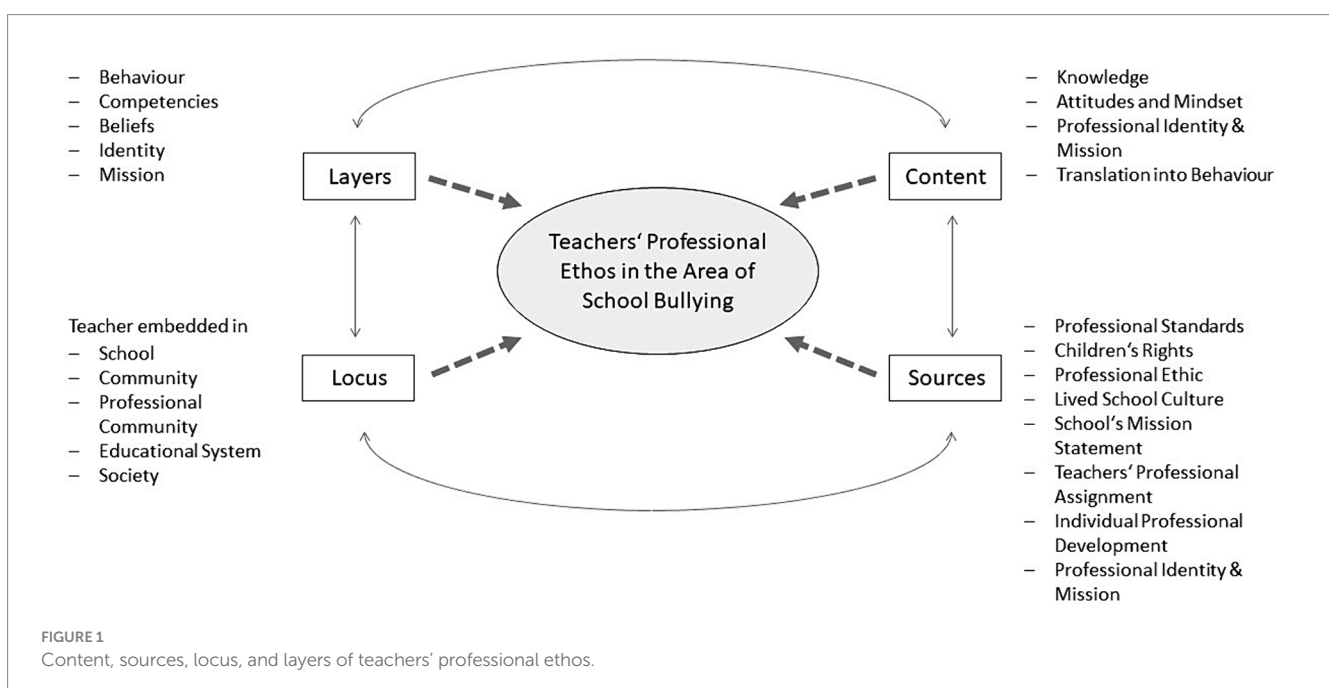 – Behaviour
– Competencies
– Beliefs
– Identity
– Mission
Layers
– Knowledge
– Attitudes and Mindset
– Professional Identity &
Mission
– Translation into Behaviour
Content
Teachers‘ Professional
Ethos in the Area of
School Bullying
Teacher embedded in
– School
– Community
– Professional
Community
– Educational System
– Society
Locus
Sources
– Professional Standards
– Children's Rights
– Professional Ethic
– Lived School Culture
– School‘s Mission
Statement
– Teachers‘ Professional
Assignment
– Individual Professional
Development
– Professional Identity &
Mission
FIGURE 1
Content, sources, locus, and layers of teachers’ professional ethos.